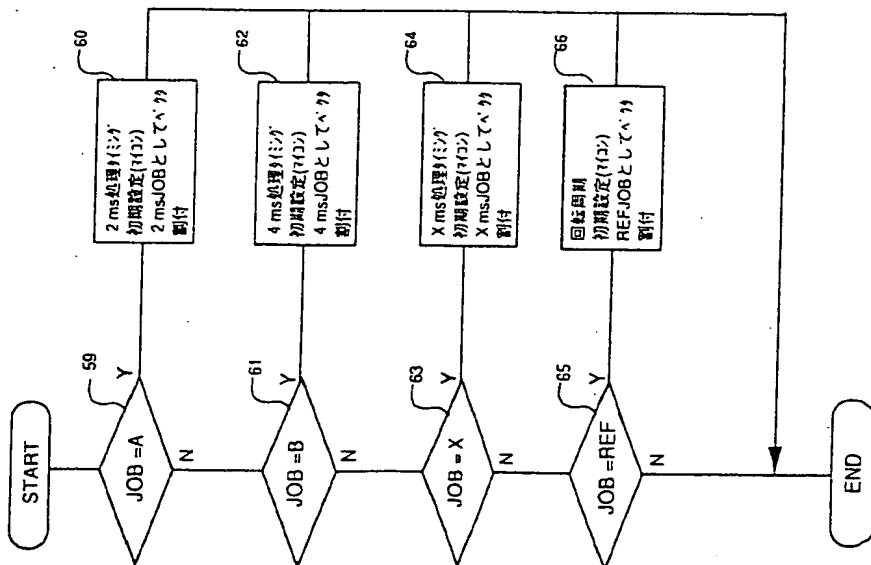 START
JOB =A
59
Y
N
60
2 ms処理タイミング
初期設定(マイコン)
2 msJOBとしてベクタ
割付
JOB =B
61
Y
N
62
4 ms処理タイミング
初期設定(マイコン)
4 msJOBとしてベクタ
割付
JOB = X
63
Y
N
64
X ms処理タイミング
初期設定(マイコン)
X msJOBとしてベクタ
割付
JOB =REF
65
Y
N
66
回転周期
初期設定(マイコン)
REFJOBとしてベクタ
割付
END